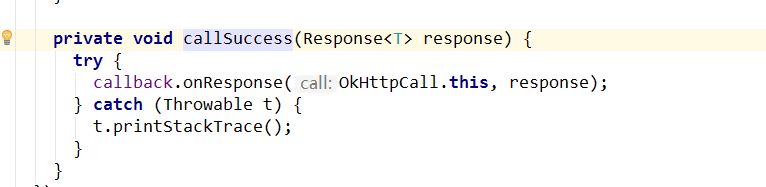 }
private void callSuccess(Response<T> response) {
try {
callback.onResponse( call: OkHttpCall.this, response);
} catch (Throwable t) {
t.printStackTrace();
}
}